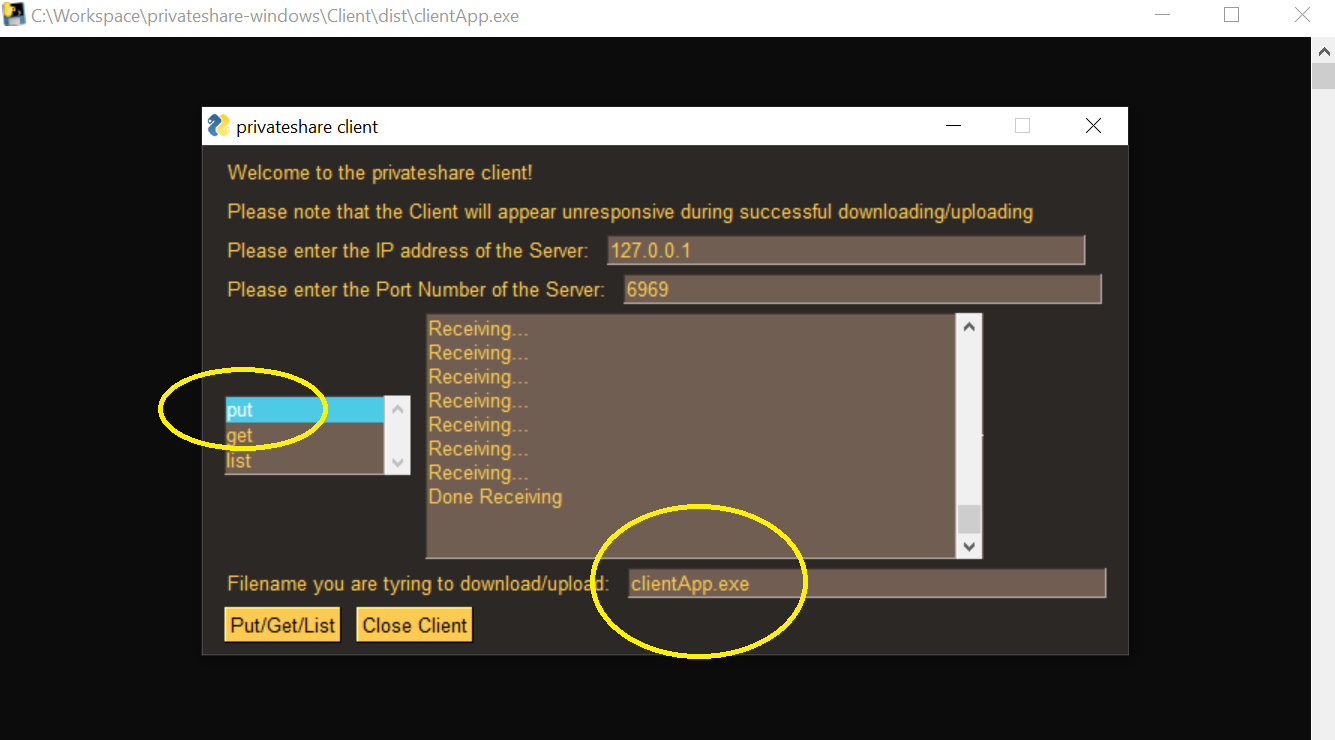 C:\Workspace\privateshare-windows\Client\dist\clientApp.exe
privateshare client
Welcome to the privateshare client!
Please note that the Client will appear unresponsive during successful downloading/uploading
Please enter the IP address of the Server: 127.0.0.1
Please enter the Port Number of the Server: 6969
put
get
list
Receiving...
Receiving...
Receiving...
Receiving...
Receiving...
Receiving...
Receiving...
Done Receiving
Filename you are tyring to download/upload: clientApp.exe
Put/Get/List Close Client